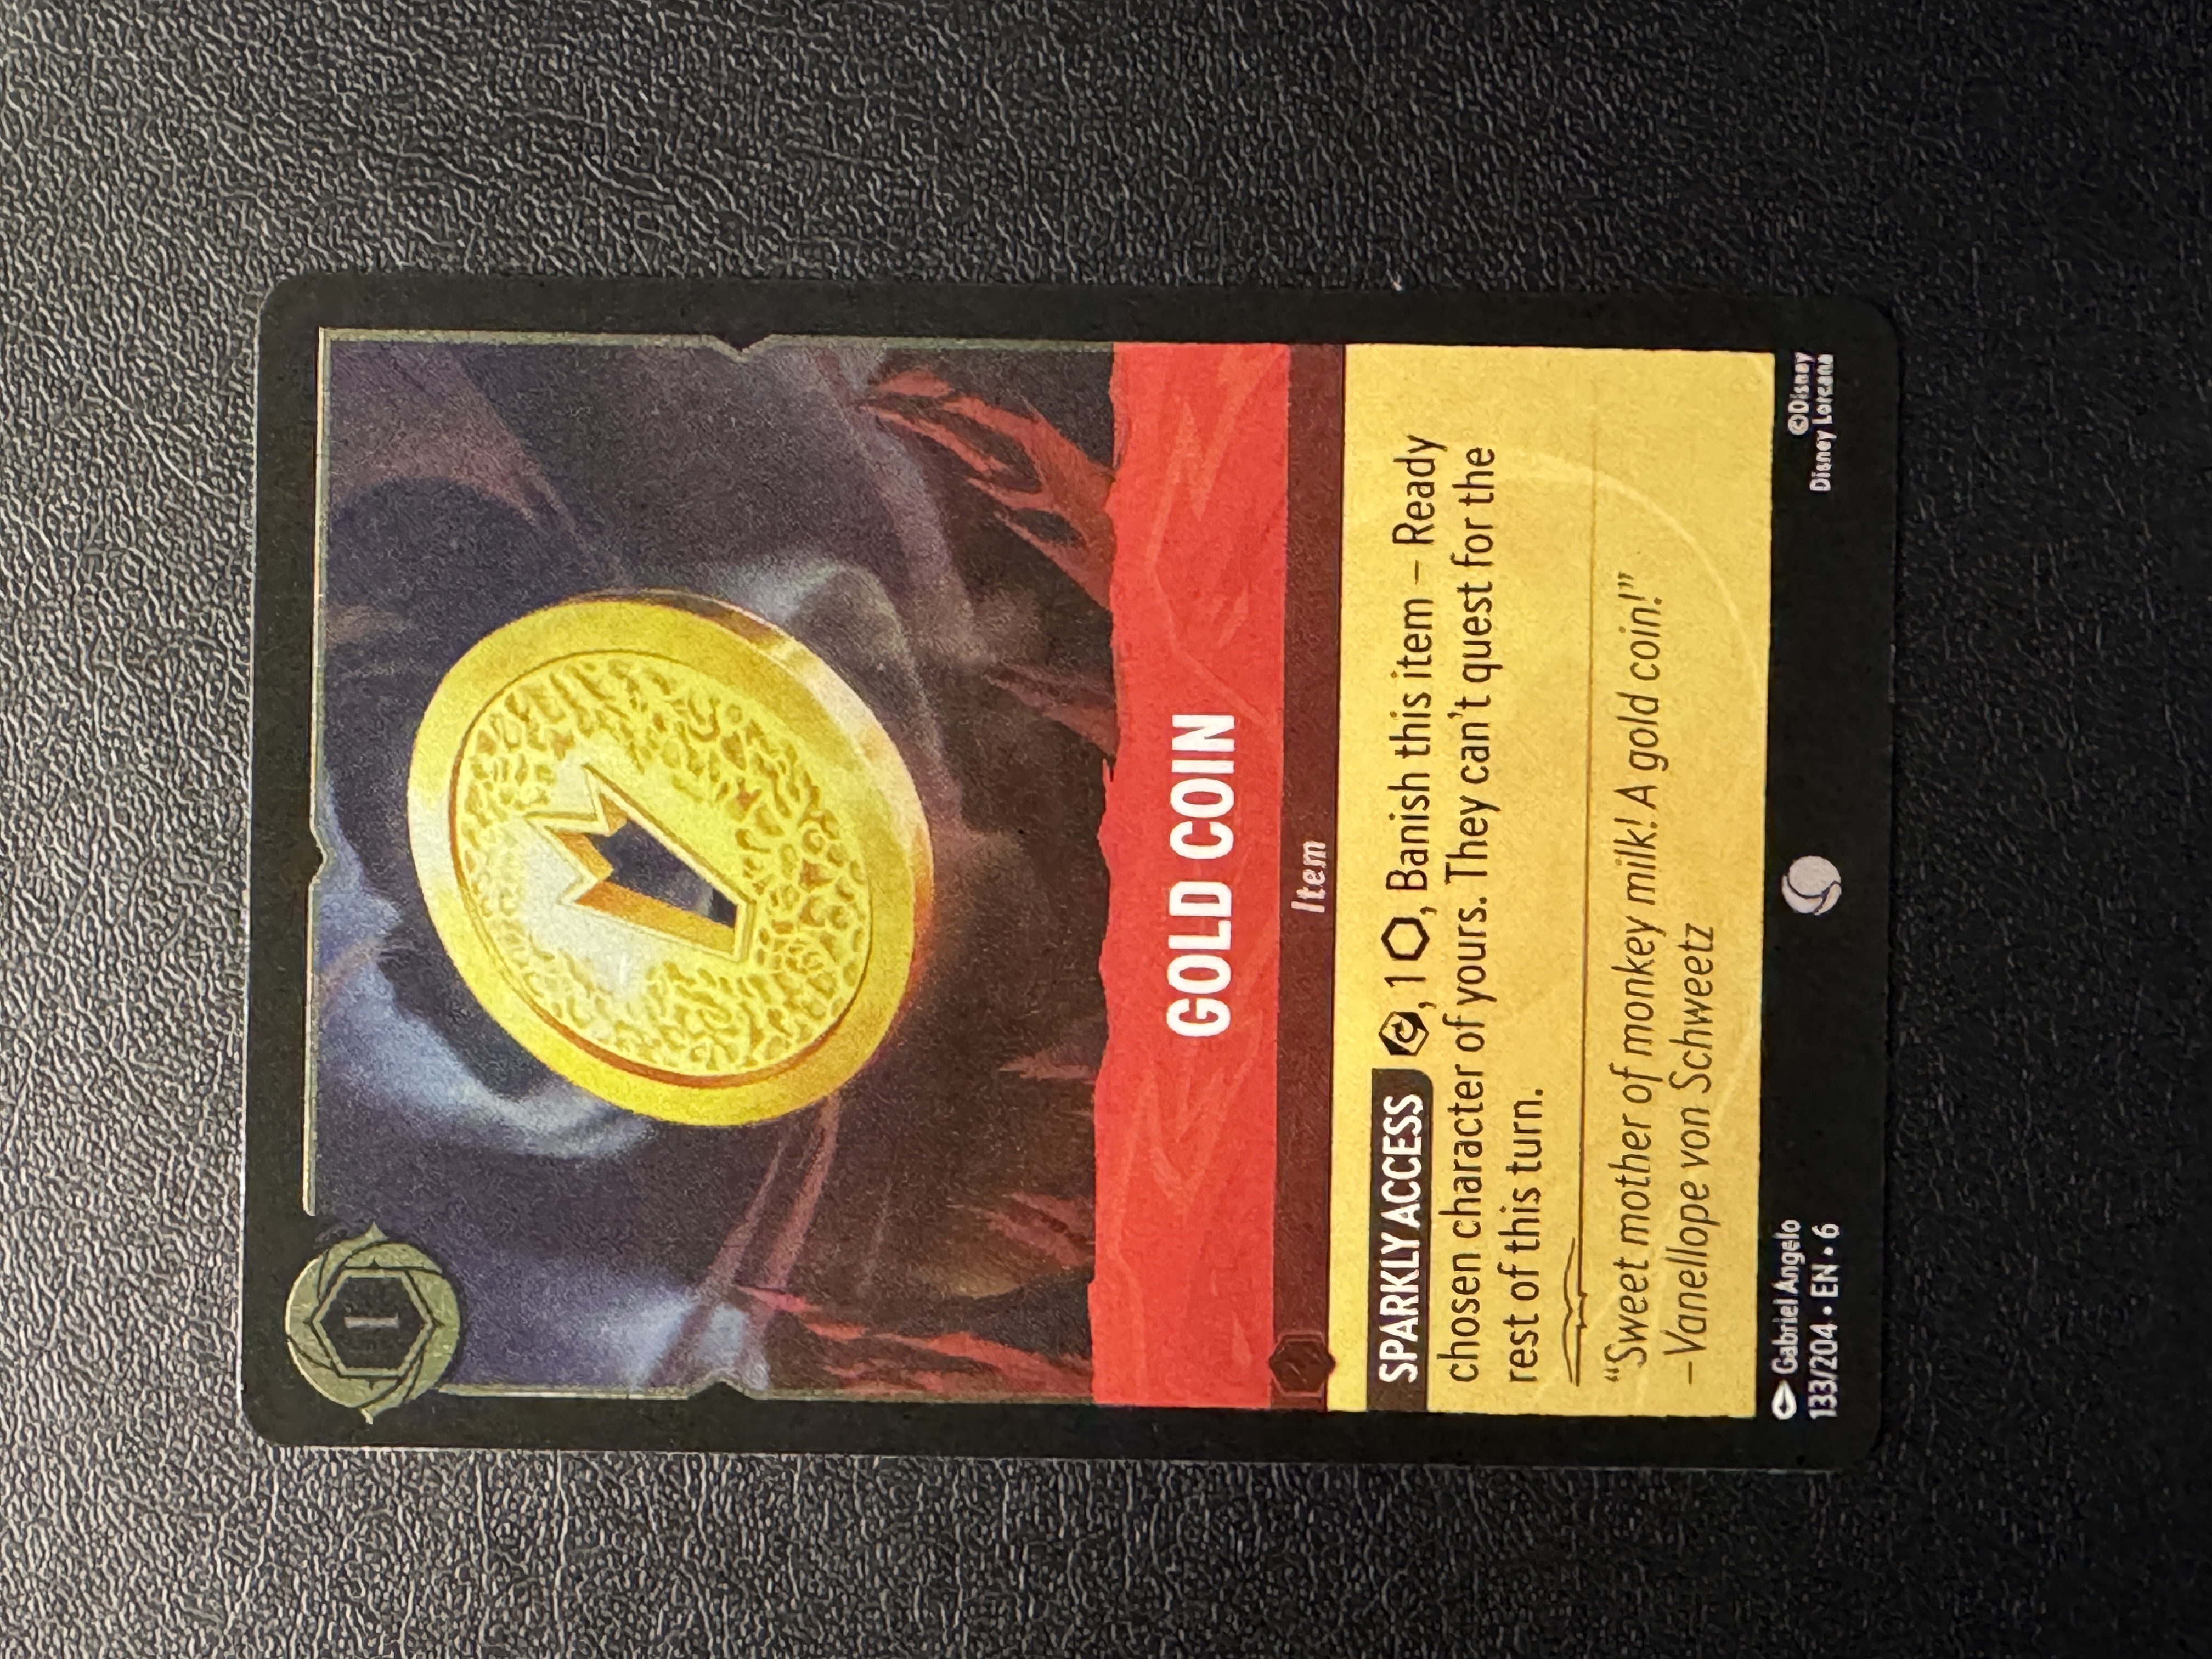 1
GOLD COIN
Item
SPARKLY ACCESS , 1 ⬡, Banish this item – Ready
chosen character of yours. They can't quest for the
rest of this turn.
“Sweet mother of monkey milk! A gold coin!”
–Vanellope von Schweetz
Gabriel Angelo
133/204 • EN • 6
©Disney
Disney Lorcana